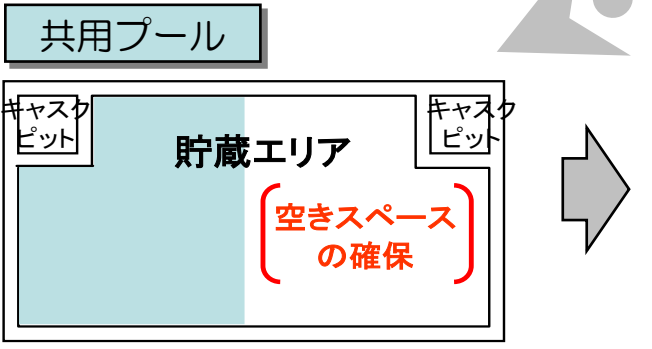 共用プール
キャスク
ピット
キャスク
ピット
貯蔵エリア
空きスペース
の確保